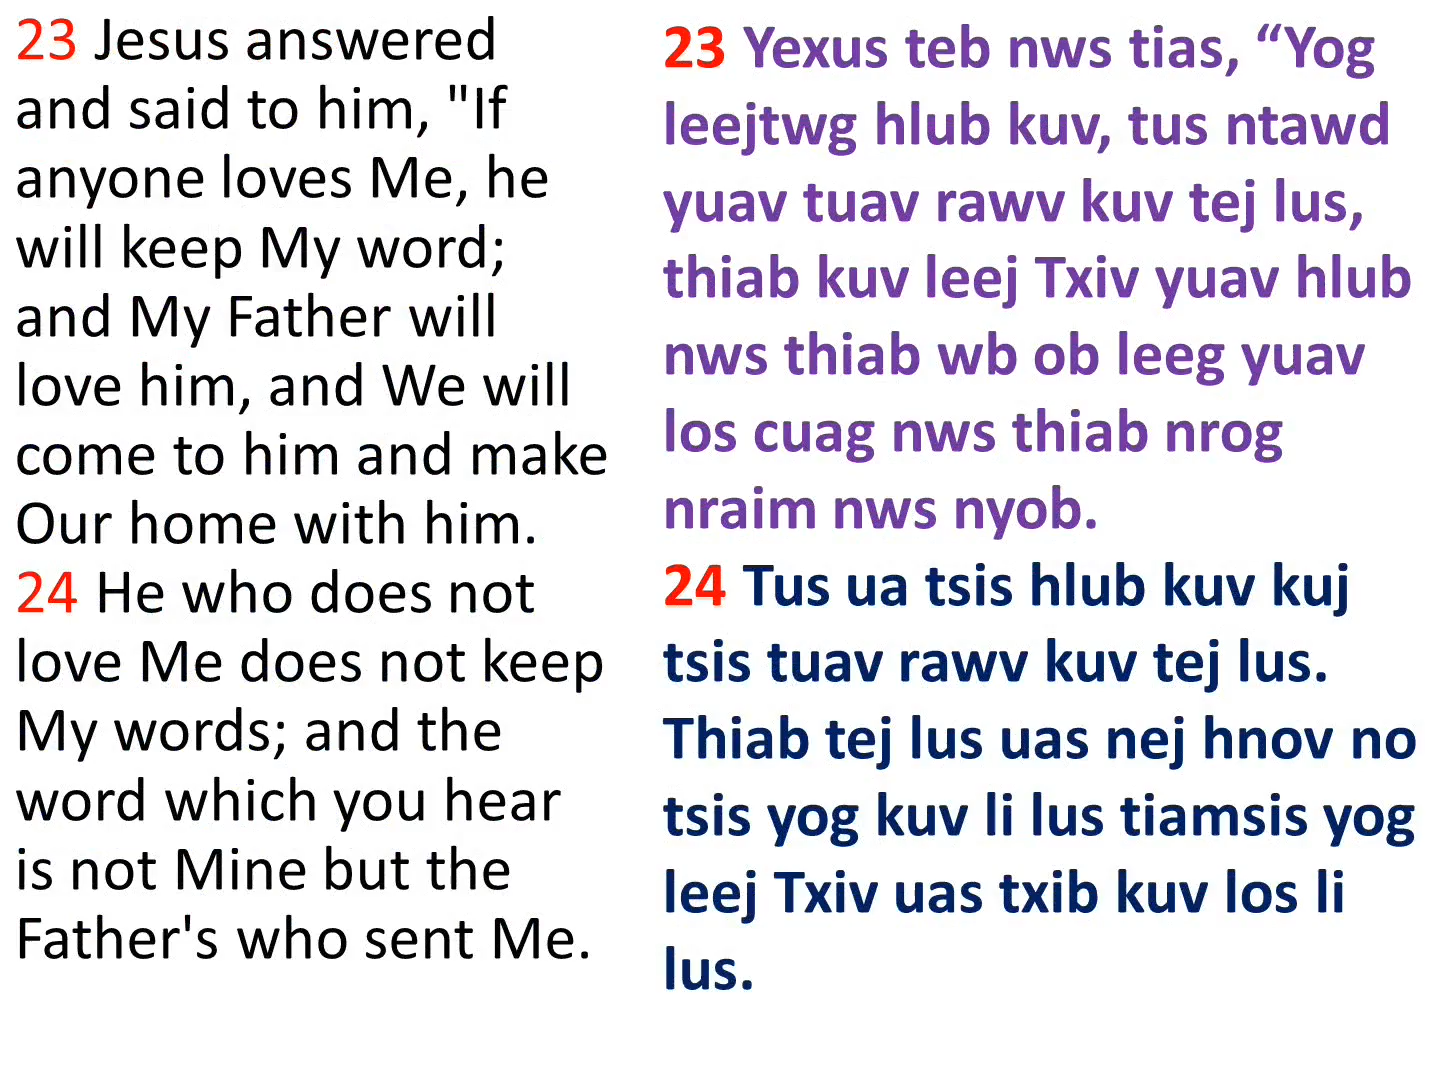 23 Jesus answered
and said to him, "If
anyone loves Me, he
will keep My word;
and My Father will
love him, and We will
come to him and make
Our home with him.
24 He who does not
love Me does not keep
My words; and the
word which you hear
is not Mine but the
Father's who sent Me.
23 Yexus teb nws tias, “Yog
leejtwg hlub kuv, tus ntawd
yuav tuav rawv kuv tej lus,
thiab kuv leej Txiv yuav hlub
nws thiab wb ob leeg yuav
los cuag nws thiab nrog
nraim nws nyob.
24 Tus ua tsis hlub kuv kuj
tsis tuav rawv kuv tej lus.
Thiab tej lus uas nej hnov no
tsis yog kuv li lus tiamsis yog
leej Txiv uas txib kuv los li
lus.